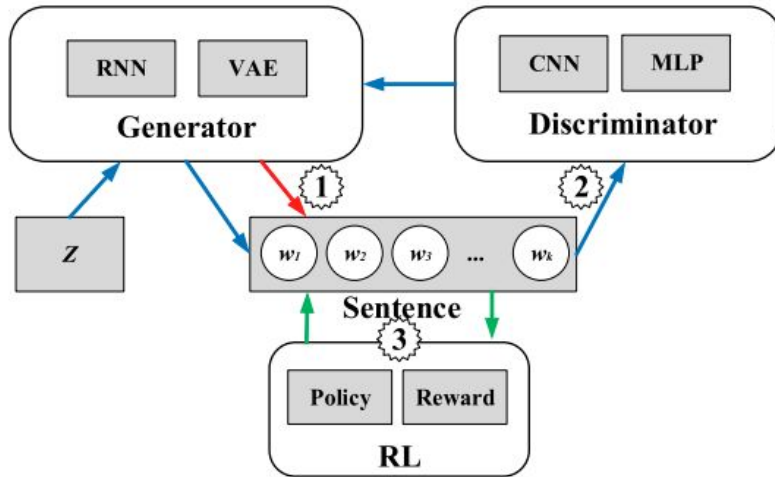 RNN VAE
Generator
CNN MLP
Discriminator
1
2
Z
w1 w2 w3 ... wk
Sentence
3
Policy Reward
RL